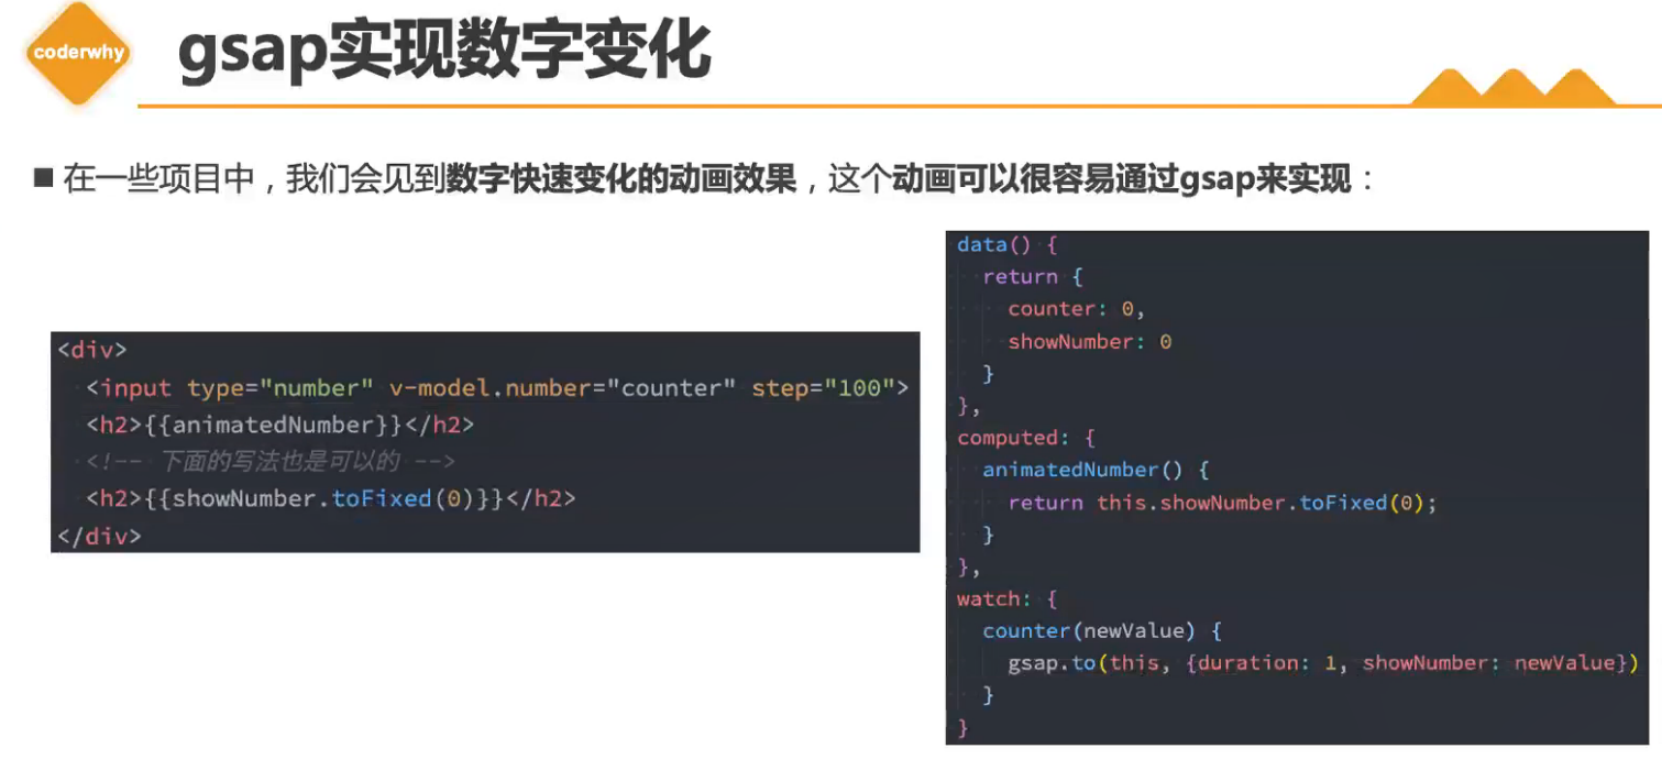 coderwhy
gsap实现数字变化
在一些项目中，我们会见到数字快速变化的动画效果，这个动画可以很容易通过gsap来实现：
<div>
<input type="number" v-model.number="counter" step="100">
<h2>{{animatedNumber}}</h2>
<!-- 下面的写法也是可以的 -->
<h2>{{showNumber.toFixed(0)}}</h2>
</div>
data() {
return {
counter: 0,
showNumber: 0
}
},
computed: {
animatedNumber() {
return this.showNumber.toFixed(0);
}
},
watch: {
counter(newValue) {
gsap.to(this, {duration: 1, showNumber: newValue})
}
}